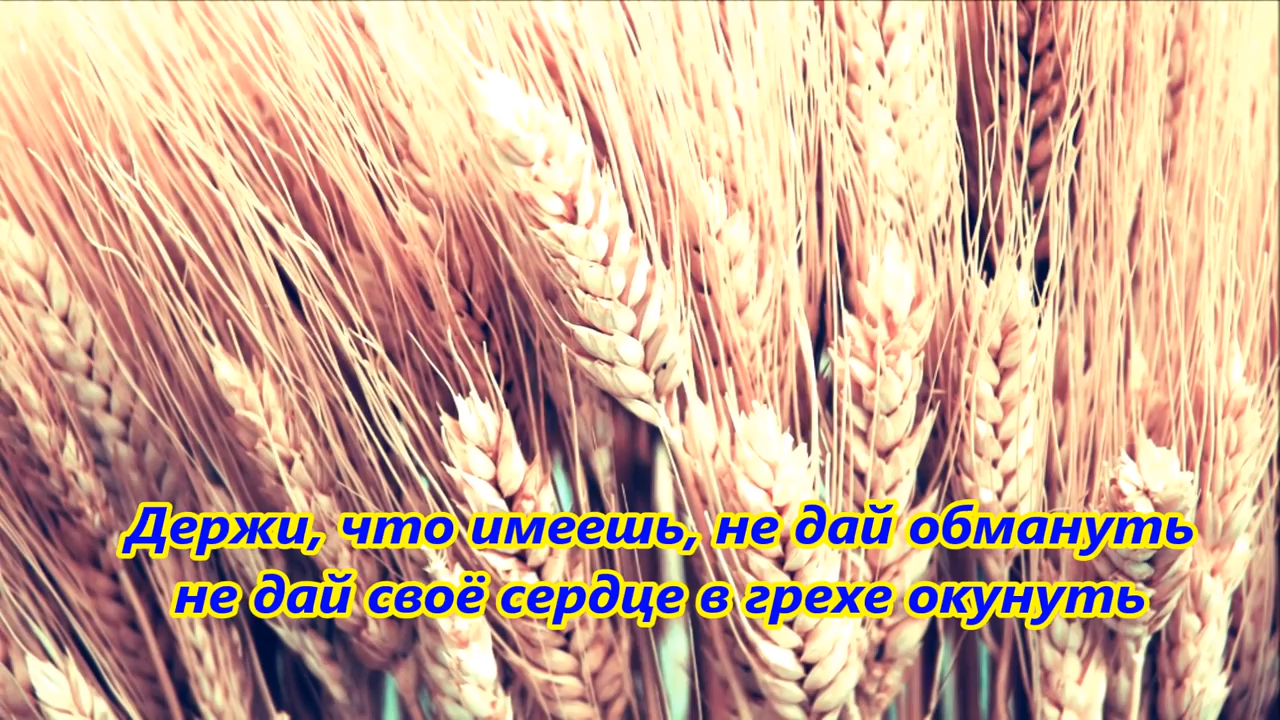 Держи, что имеешь, не дай обмануть
не дай своё сердце в грехе окунуть